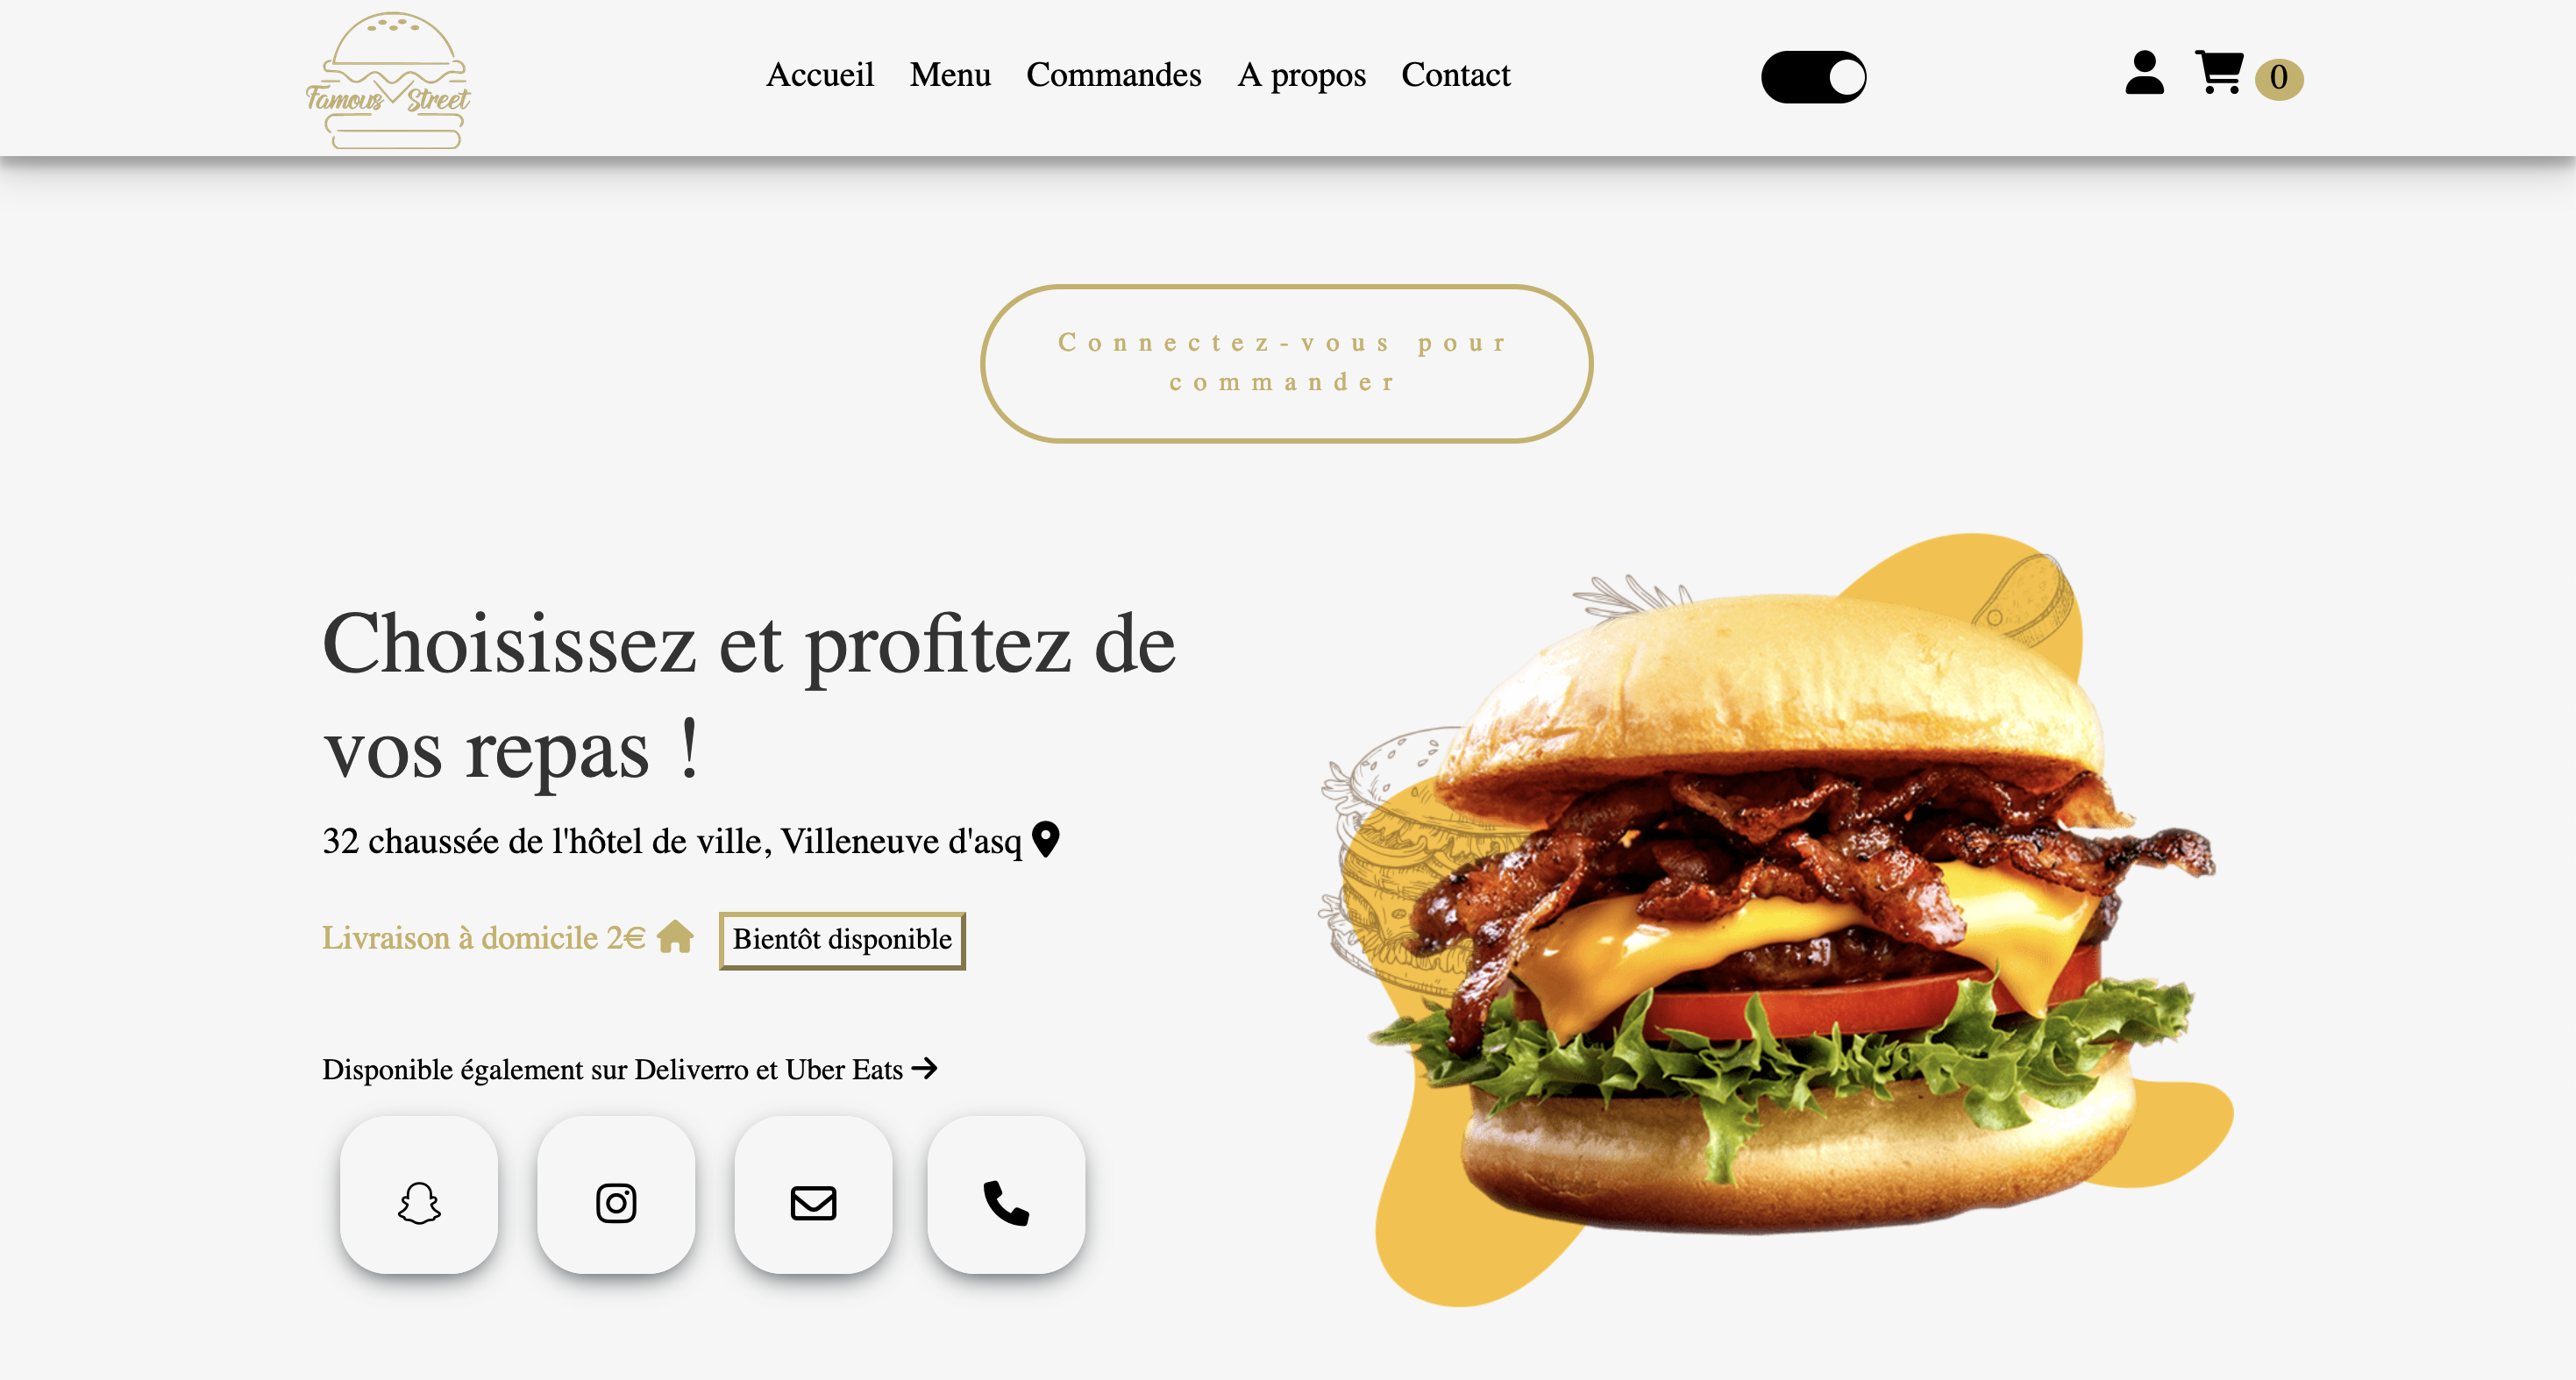 Famous Street
Accueil Menu Commandes A propos Contact
0
Connectez-vous pour
commander
Choisissez et profitez de
vos repas !
32 chaussée de l'hôtel de ville, Villeneuve d'asq
Livraison à domicile 2€ Bientôt disponible
Disponible également sur Deliverro et Uber Eats